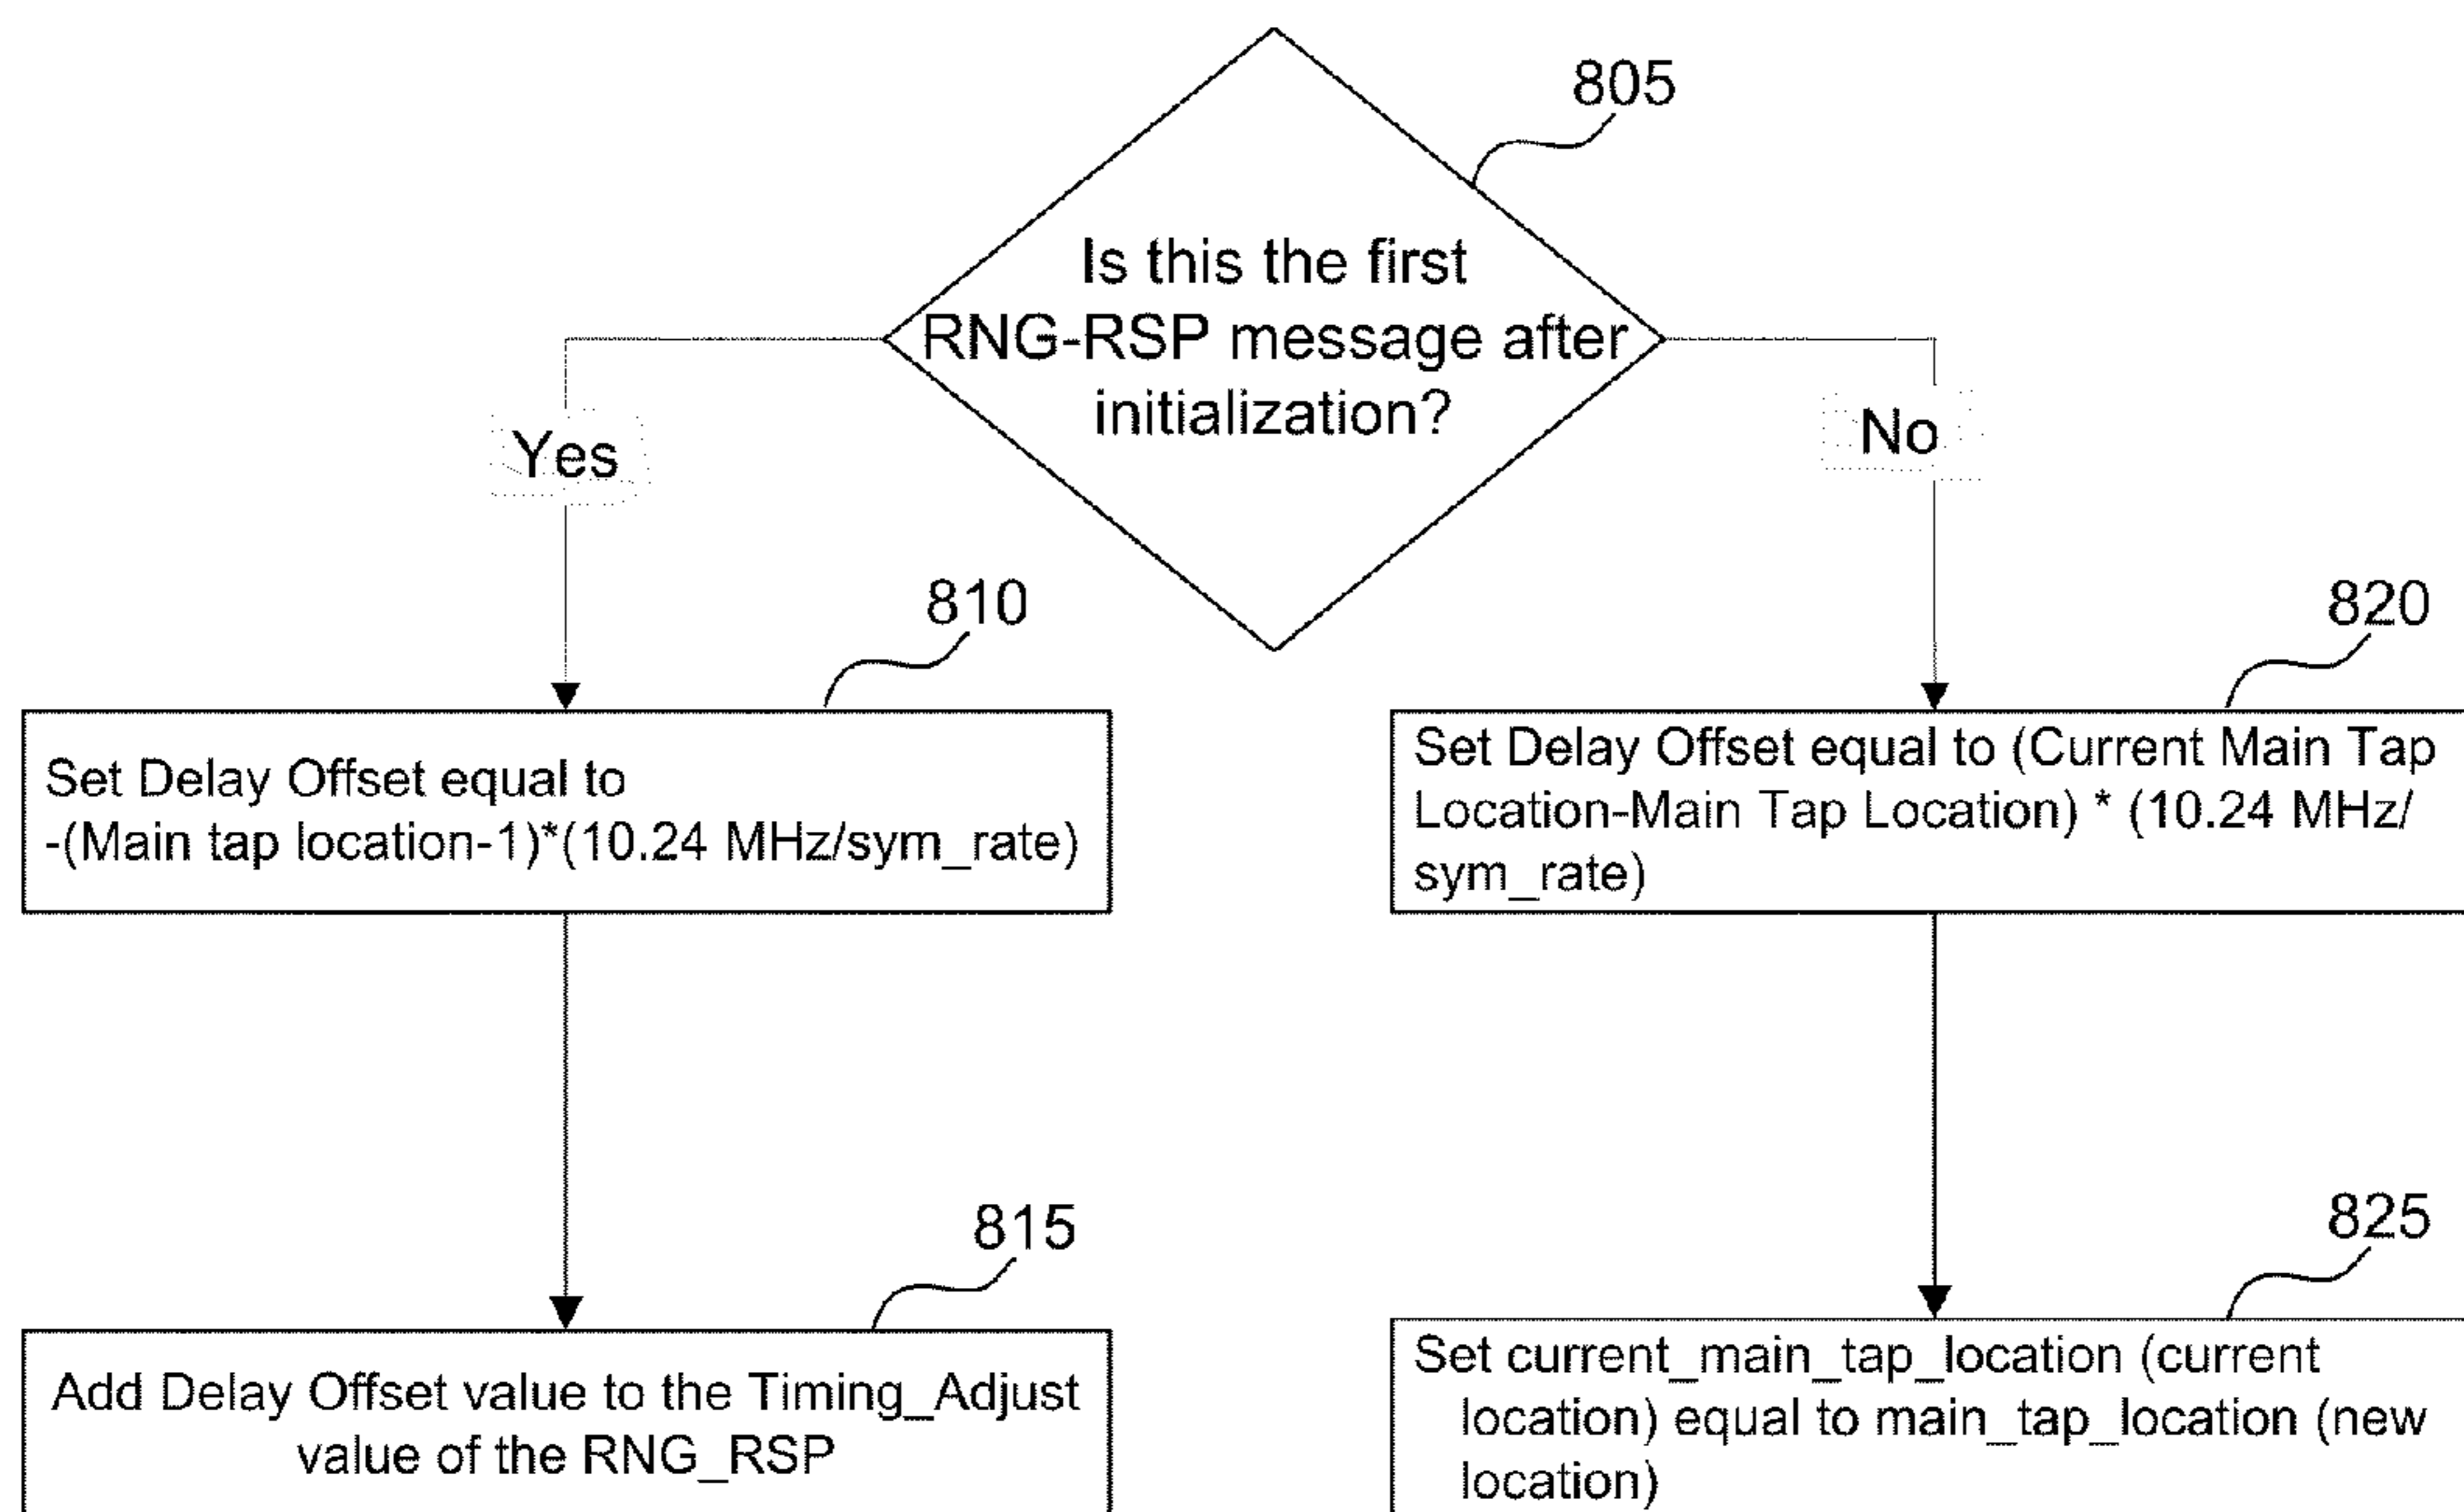 805
Is this the first
RNG-RSP message after
initialization?
Yes
No
810
Set Delay Offset equal to
-(Main tap location-1)*(10.24 MHz/sym_rate)
820
Set Delay Offset equal to (Current Main Tap
Location-Main Tap Location) * (10.24 MHz/
sym_rate)
815
Add Delay Offset value to the Timing_Adjust
value of the RNG_RSP
825
Set current_main_tap_location (current
location) equal to main_tap_location (new
location)